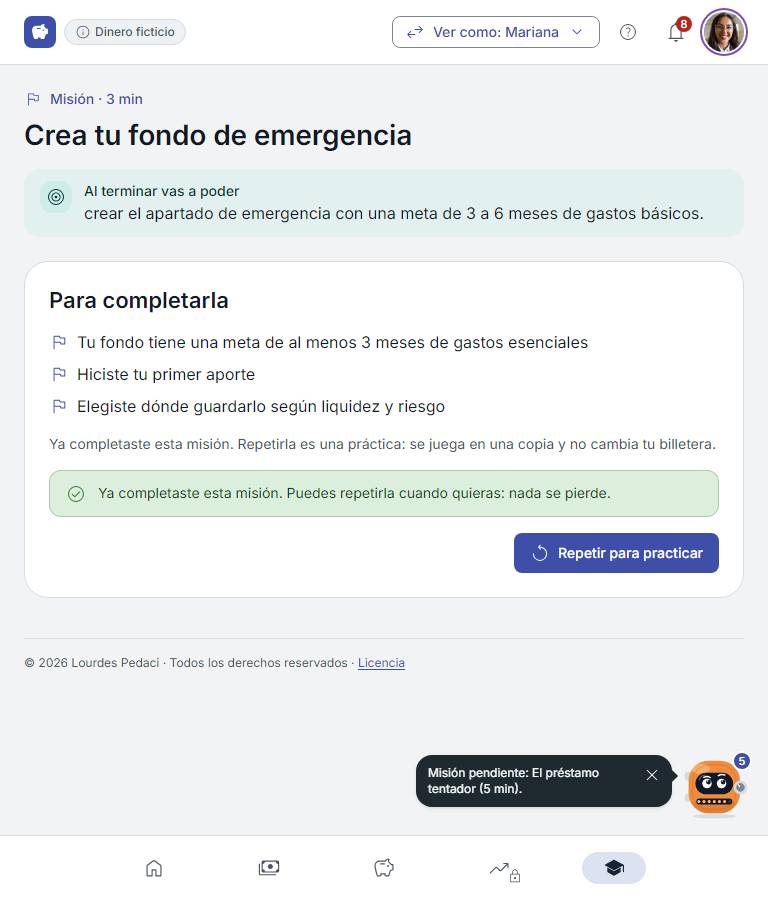 Dinero ficticio
Ver como: Mariana
8
Misión · 3 min
Crea tu fondo de emergencia
Al terminar vas a poder
crear el apartado de emergencia con una meta de 3 a 6 meses de gastos básicos.
Para completarla
Tu fondo tiene una meta de al menos 3 meses de gastos esenciales
Hiciste tu primer aporte
Elegiste dónde guardarlo según liquidez y riesgo
Ya completaste esta misión. Repetirla es una práctica: se juega en una copia y no cambia tu billetera.
Ya completaste esta misión. Puedes repetirla cuando quieras: nada se pierde.
Repetir para practicar
© 2026 Lourdes Pedaci · Todos los derechos reservados · Licencia
Misión pendiente: El préstamo
tentador (5 min).
5